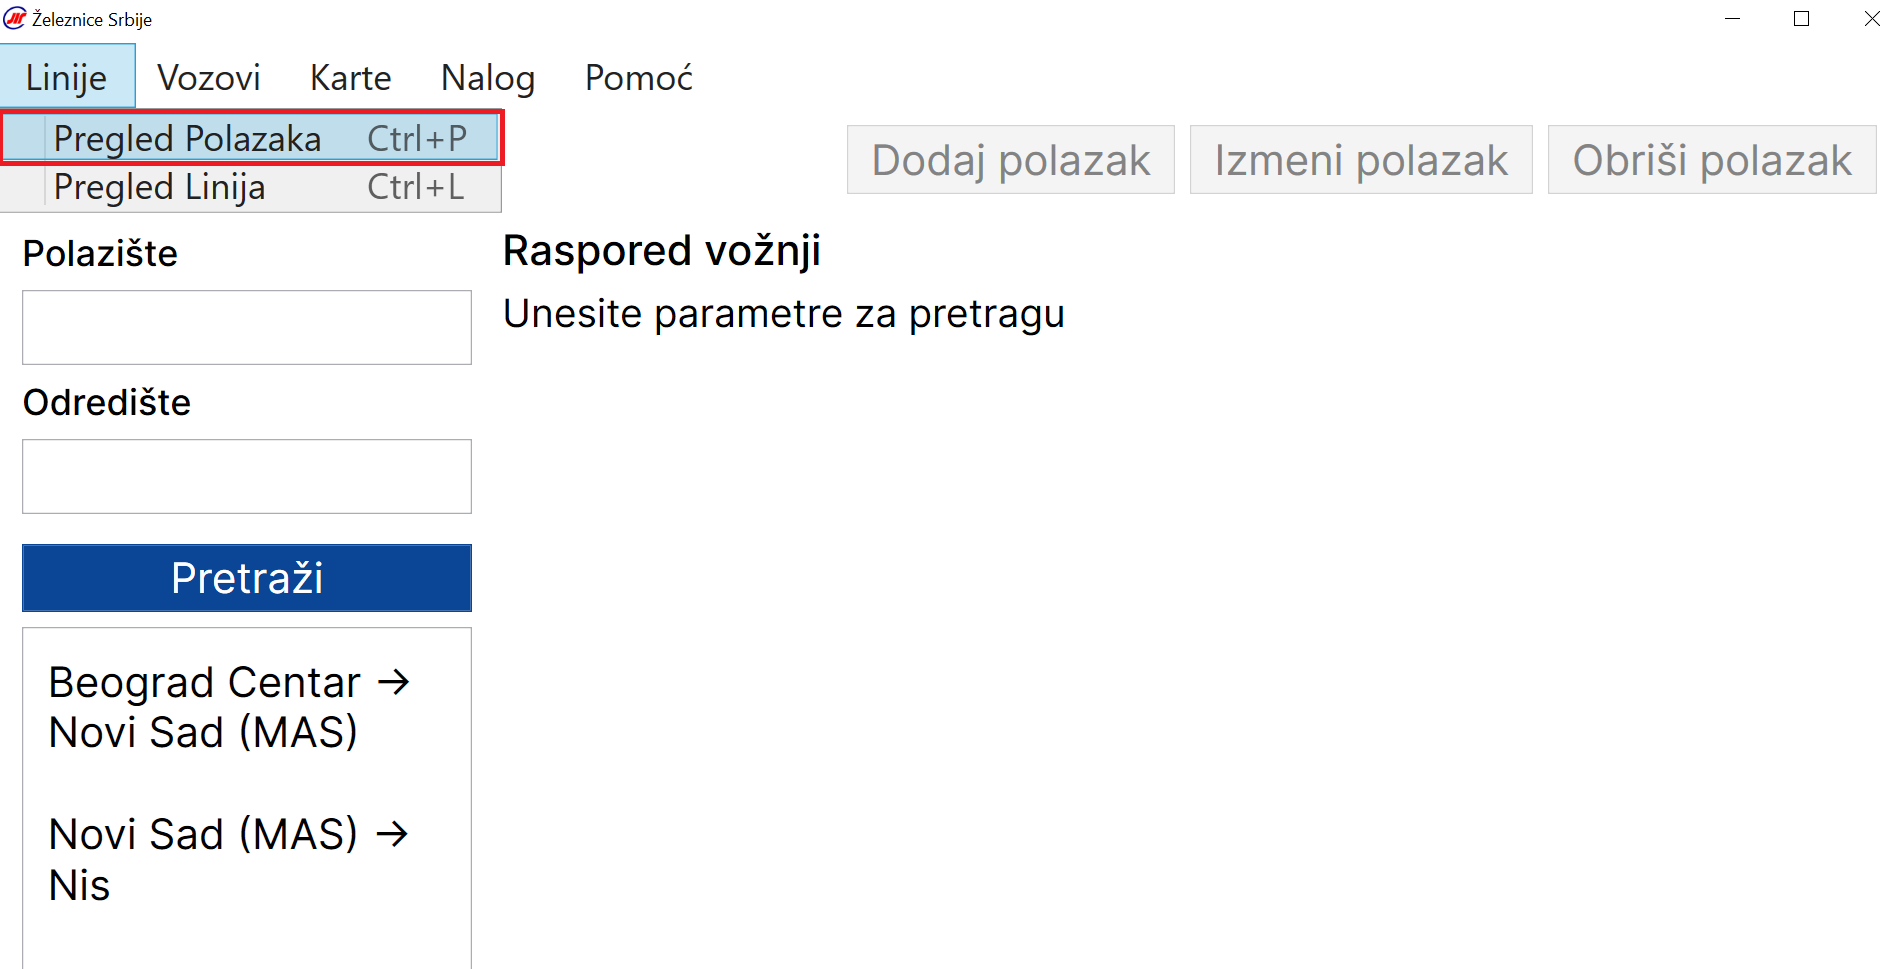 Železnice Srbije
Linije Vozovi Karte Nalog Pomoć
Pregled Polazaka Ctrl+P
Pregled Linija Ctrl+L
Dodaj polazak Izmeni polazak Obriši polazak
Polazište
Odredište
Pretraži
Beograd Centar →
Novi Sad (MAS)
Novi Sad (MAS) →
Nis
Raspored vožnji
Unesite parametre za pretragu